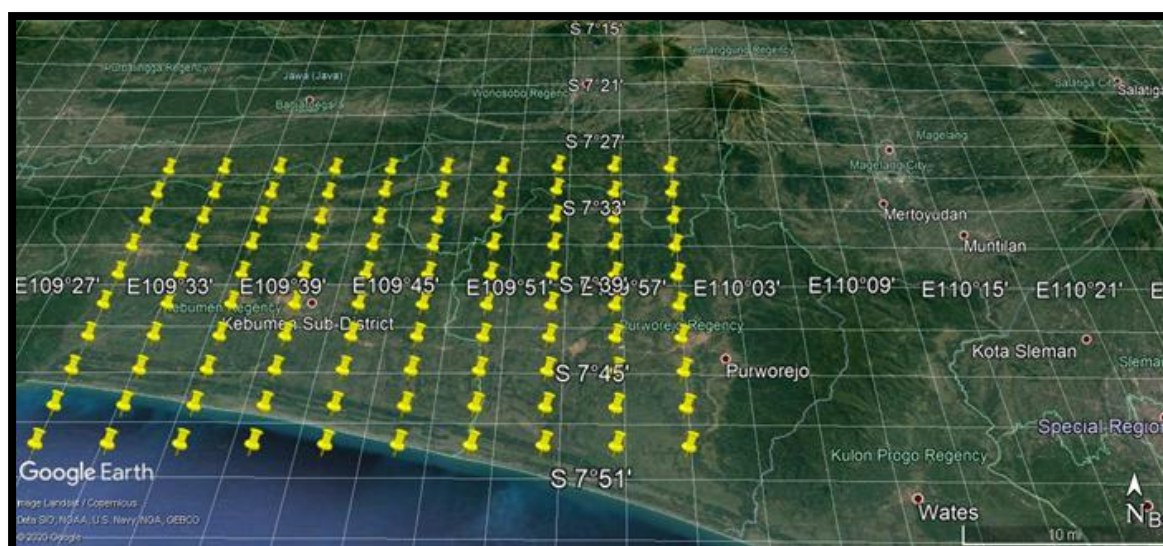 S 7°15'
Temanggung Regency
Purbalingga Regency
Jawa (Java)
S 7°21'
Salatiga
Wonosobo Regency
Magelang
S 7°27'
Magelang City
S 7°33'
Mertoyudan
Muntilan
E109°27' E109°33' E109°39' E109°45' E109°51' S 7°39' E110°03' E110°09' E110°15' E110°21'
Kebumen Regency
Kebumen Sub-District
Purworejo Regency
Kota Sleman
Purworejo
S 7°45'
Special Region
Kulon Progo Regency
Google Earth
S 7°51'
Image Landsat / Copernicus
Data SIO, NOAA, U.S. Navy, NGA, GEBCO
© 2020 Google
Wates
N
10 mi